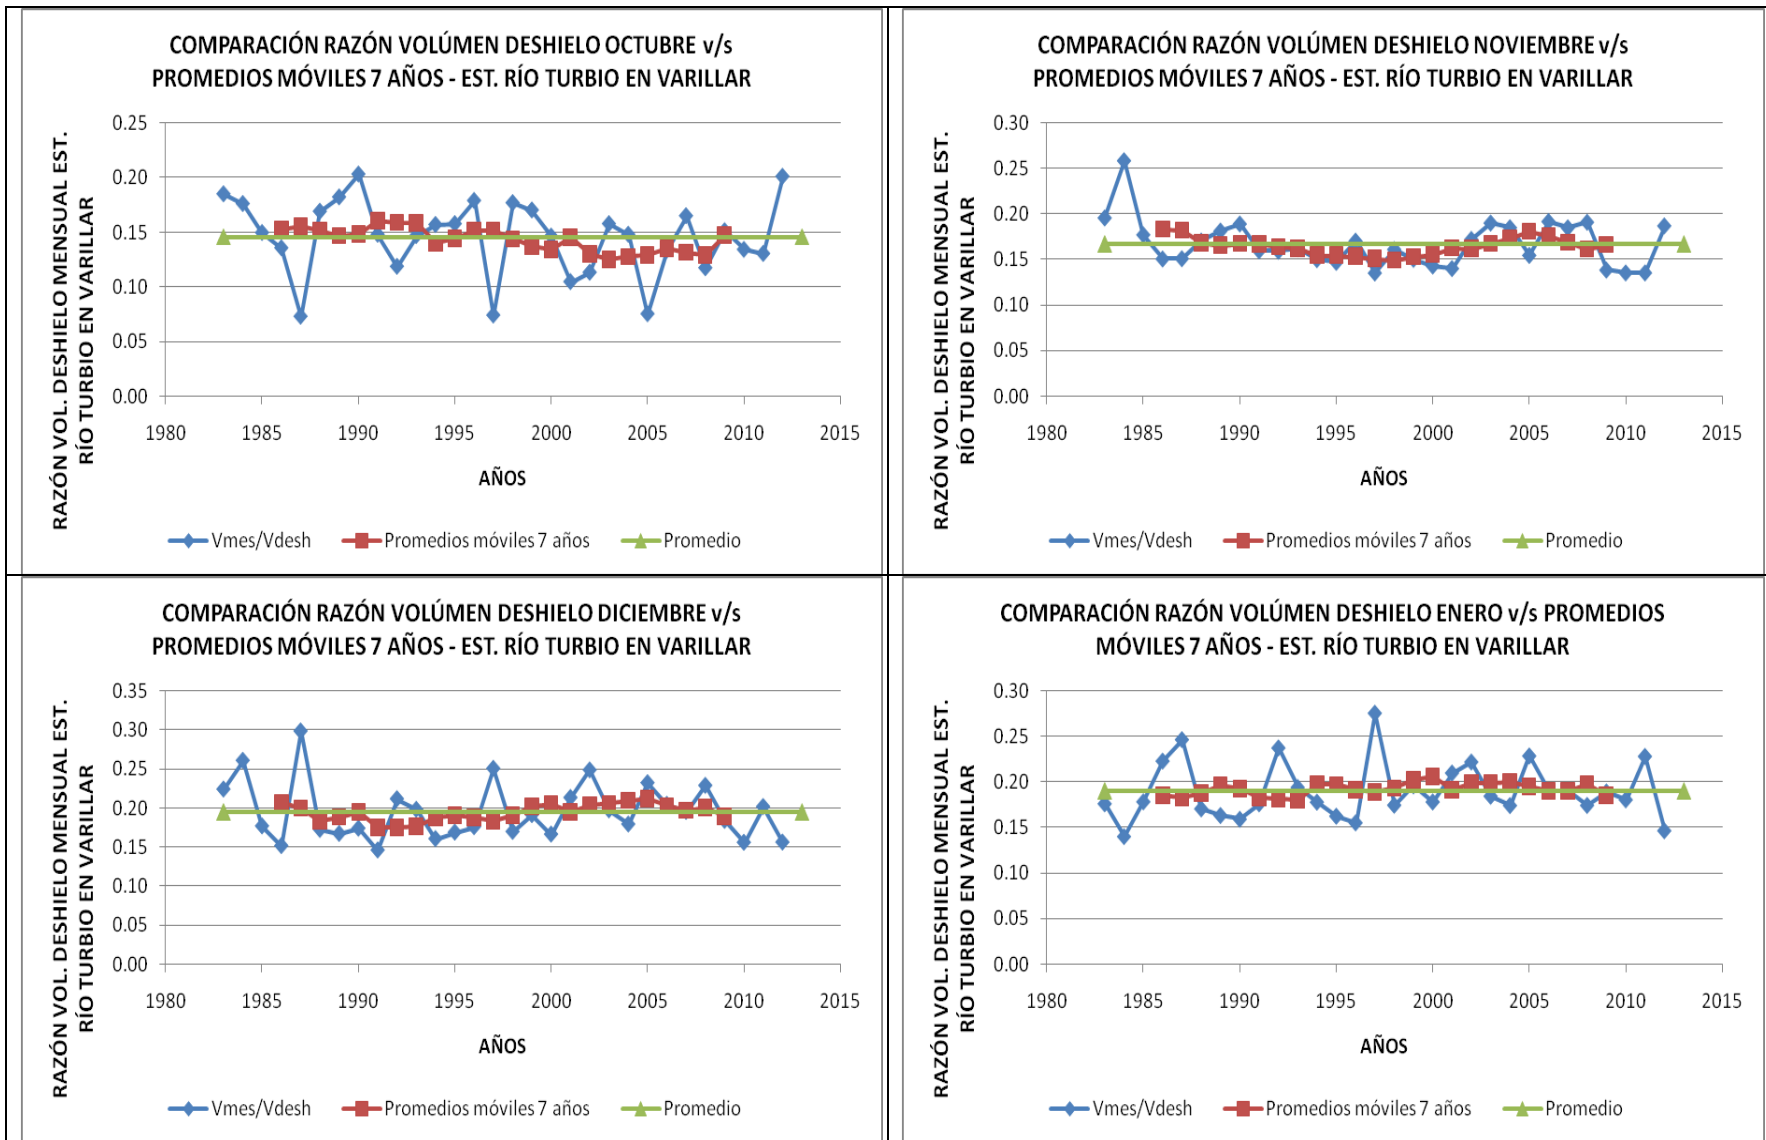 COMPARACIÓN RAZÓN VOLÚMEN DESHIELO OCTUBRE v/s
PROMEDIOS MÓVILES 7 AÑOS - EST. RÍO TURBIO EN VARILLAR
RAZÓN VOL. DESHIELO MENSUAL EST.
RÍO TURBIO EN VARILLAR
0.25
0.20
0.15
0.10
0.05
0.00
1980 1985 1990 1995 2000 2005 2010 2015
AÑOS
Vmes/Vdesh Promedios móviles 7 años Promedio
COMPARACIÓN RAZÓN VOLÚMEN DESHIELO NOVIEMBRE v/s
PROMEDIOS MÓVILES 7 AÑOS - EST. RÍO TURBIO EN VARILLAR
RAZÓN VOL. DESHIELO MENSUAL EST.
RÍO TURBIO EN VARILLAR
0.30
0.25
0.20
0.15
0.10
0.05
0.00
1980 1985 1990 1995 2000 2005 2010 2015
AÑOS
Vmes/Vdesh Promedios móviles 7 años Promedio
COMPARACIÓN RAZÓN VOLÚMEN DESHIELO DICIEMBRE v/s
PROMEDIOS MÓVILES 7 AÑOS - EST. RÍO TURBIO EN VARILLAR
RAZÓN VOL. DESHIELO MENSUAL EST.
RÍO TURBIO EN VARILLAR
0.35
0.30
0.25
0.20
0.15
0.10
0.05
0.00
1980 1985 1990 1995 2000 2005 2010 2015
AÑOS
Vmes/Vdesh Promedios móviles 7 años Promedio
COMPARACIÓN RAZÓN VOLÚMEN DESHIELO ENERO v/s PROMEDIOS
MÓVILES 7 AÑOS - EST. RÍO TURBIO EN VARILLAR
RAZÓN VOL. DESHIELO MENSUAL EST.
RÍO TURBIO EN VARILLAR
0.30
0.25
0.20
0.15
0.10
0.05
0.00
1980 1985 1990 1995 2000 2005 2010 2015
AÑOS
Vmes/Vdesh Promedios móviles 7 años Promedio